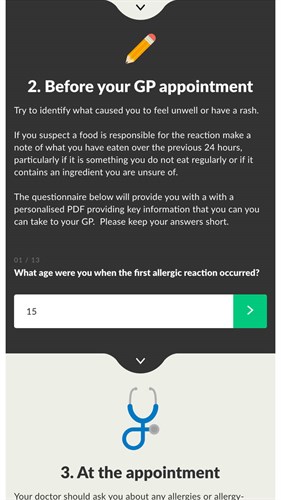 2. Before your GP appointment
Try to identify what caused you to feel unwell or have a rash.
If you suspect a food is responsible for the reaction make a
note of what you have eaten over the previous 24 hours,
particularly if it is something you do not eat regularly or if it
contains an ingredient you are unsure of.
The questionnaire below will provide you with a with a
personalised PDF providing key information that you can you
can take to your GP. Please keep your answers short.
01 / 13
What age were you when the first allergic reaction occurred?
15
3. At the appointment
Your doctor should ask you about any allergies or allergy-